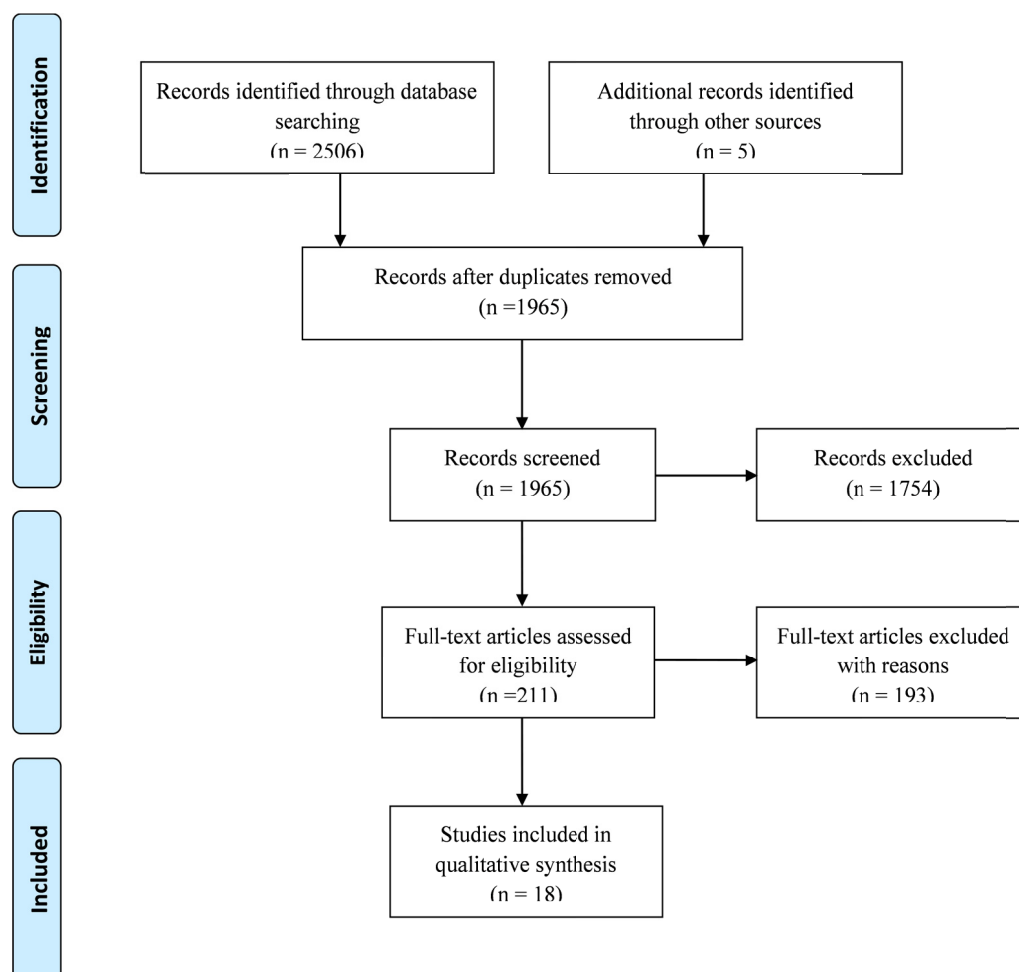 Identification
Records identified through database
searching
(n = 2506)
Additional records identified
through other sources
(n = 5)
Screening
Records after duplicates removed
(n =1965)
Records screened
(n = 1965)
Records excluded
(n = 1754)
Eligibility
Full-text articles assessed
for eligibility
(n =211)
Full-text articles excluded
with reasons
(n = 193)
Included
Studies included in
qualitative synthesis
(n = 18)